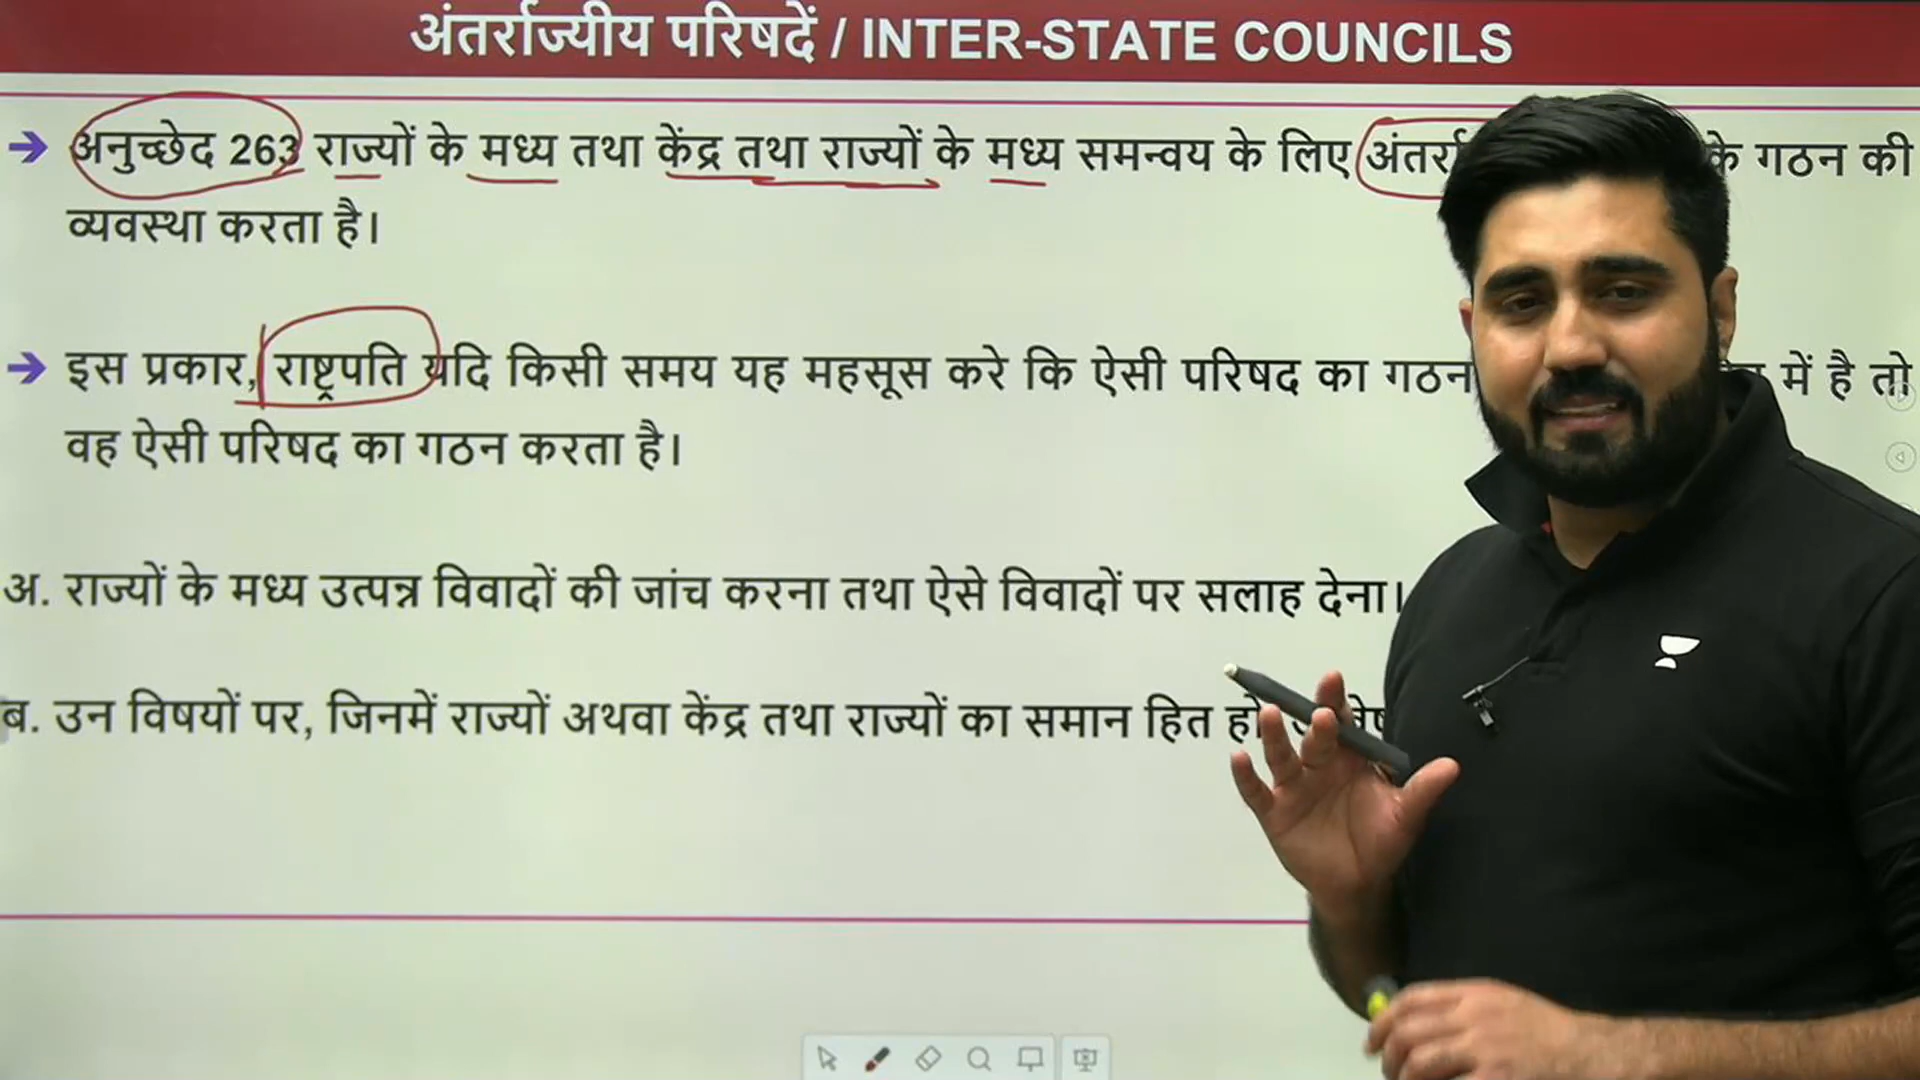 अंतर्राज्यीय परिषदें / INTER-STATE COUNCILS
अनुच्छेद 263 राज्यों के मध्य तथा केंद्र तथा राज्यों के मध्य समन्वय के लिए के गठन की
व्यवस्था करता है।
इस प्रकार, राष्ट्रपति यदि किसी समय यह महसूस करे कि ऐसी परिषद का गठन में है तो
वह ऐसी परिषद का गठन करता है।
अ. राज्यों के मध्य उत्पन्न विवादों की जांच करना तथा ऐसे विवादों पर सलाह देना।
ब. उन विषयों पर, जिनमें राज्यों अथवा केंद्र तथा राज्यों का समान हित